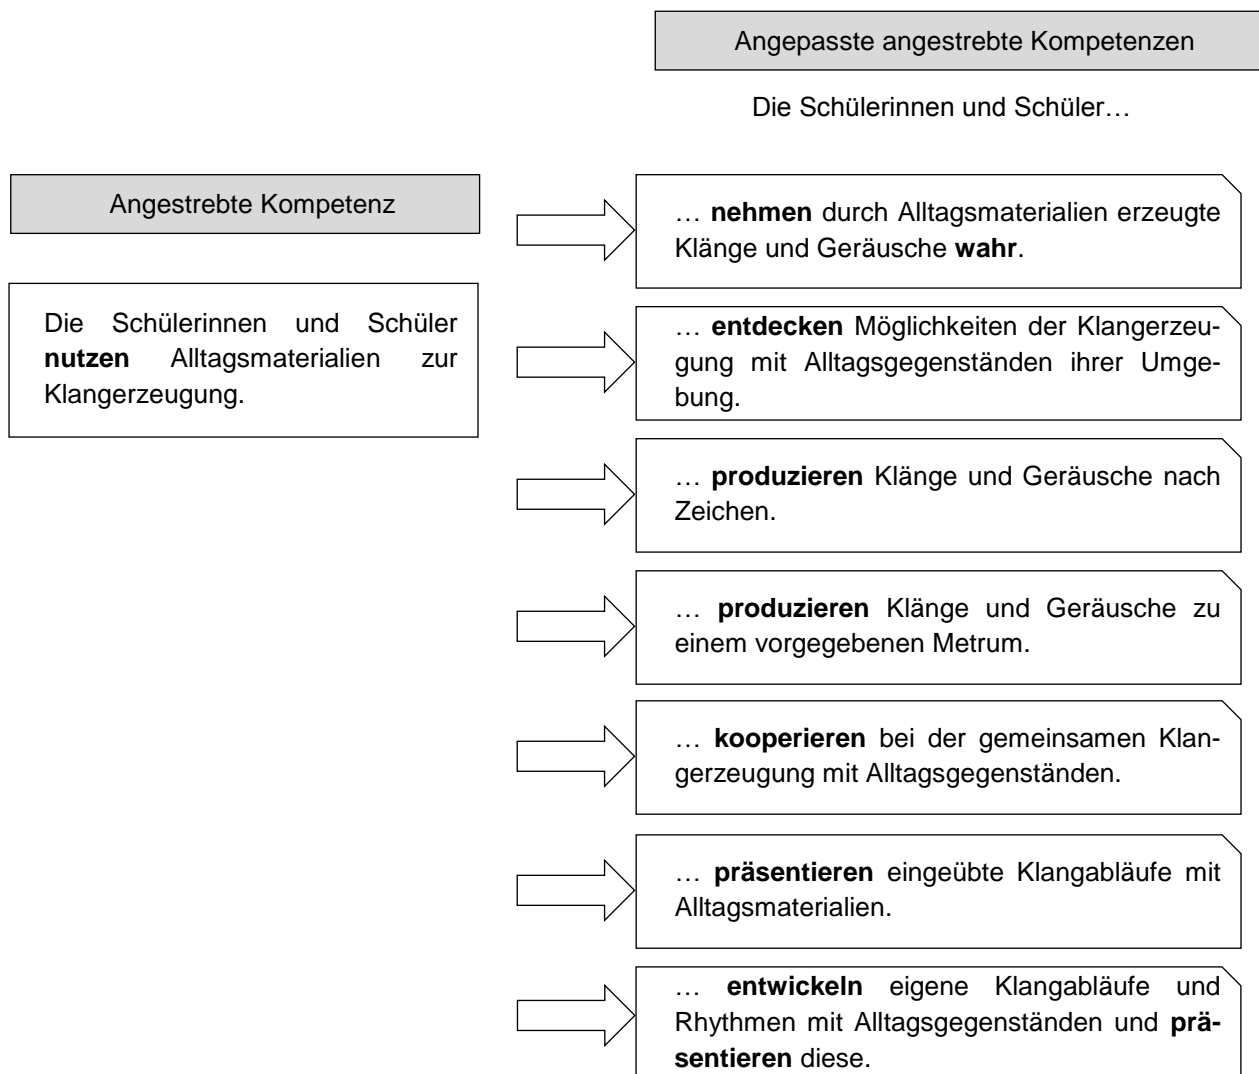 Angepasste angestrebte Kompetenzen
Die Schülerinnen und Schüler…
Angestrebte Kompetenz
Die Schülerinnen und Schüler
nutzen Alltagsmaterialien zur
Klangerzeugung.
… nehmen durch Alltagsmaterialien erzeugte
Klänge und Geräusche wahr.
… entdecken Möglichkeiten der Klangerzeu-
gung mit Alltagsgegenständen ihrer Umge-
bung.
… produzieren Klänge und Geräusche nach
Zeichen.
… produzieren Klänge und Geräusche zu
einem vorgegebenen Metrum.
… kooperieren bei der gemeinsamen Klan-
gerzeugung mit Alltagsgegenständen.
… präsentieren eingeübte Klangabläufe mit
Alltagsmaterialien.
… entwickeln eigene Klangabläufe und
Rhythmen mit Alltagsgegenständen und prä-
sentieren diese.